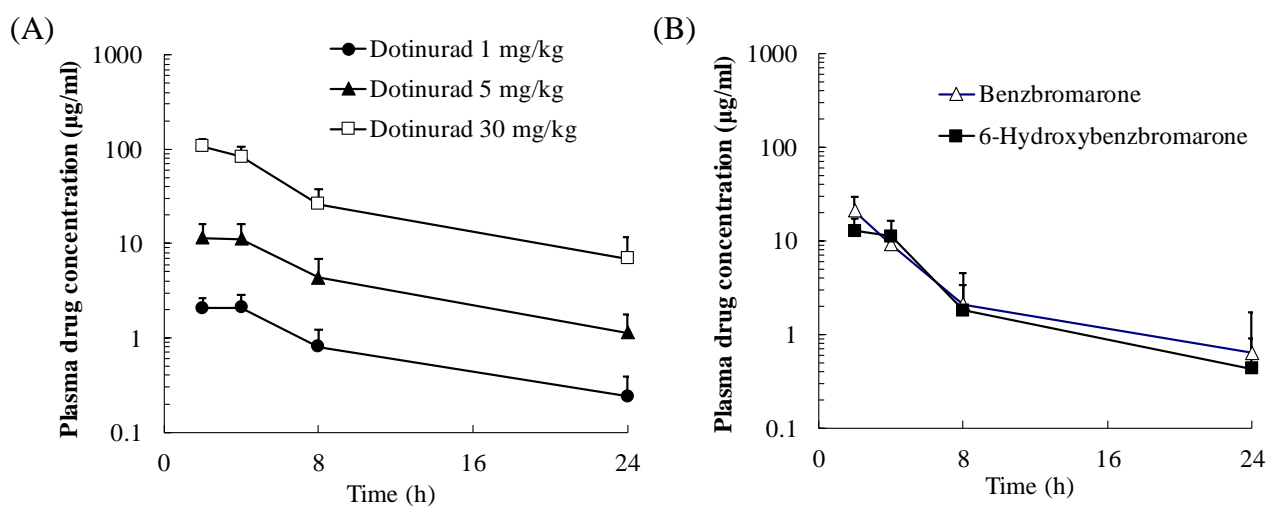 (A)
Dotinurad 1 mg/kg
Dotinurad 5 mg/kg
Dotinurad 30 mg/kg
Plasma drug concentration (μg/ml)
1000
100
10
1
0.1
0
8
16
24
Time (h)
(B)
Benzbromarone
6-Hydroxybenzbromarone
Plasma drug concentration (μg/ml)
1000
100
10
1
0.1
0
8
16
24
Time (h)